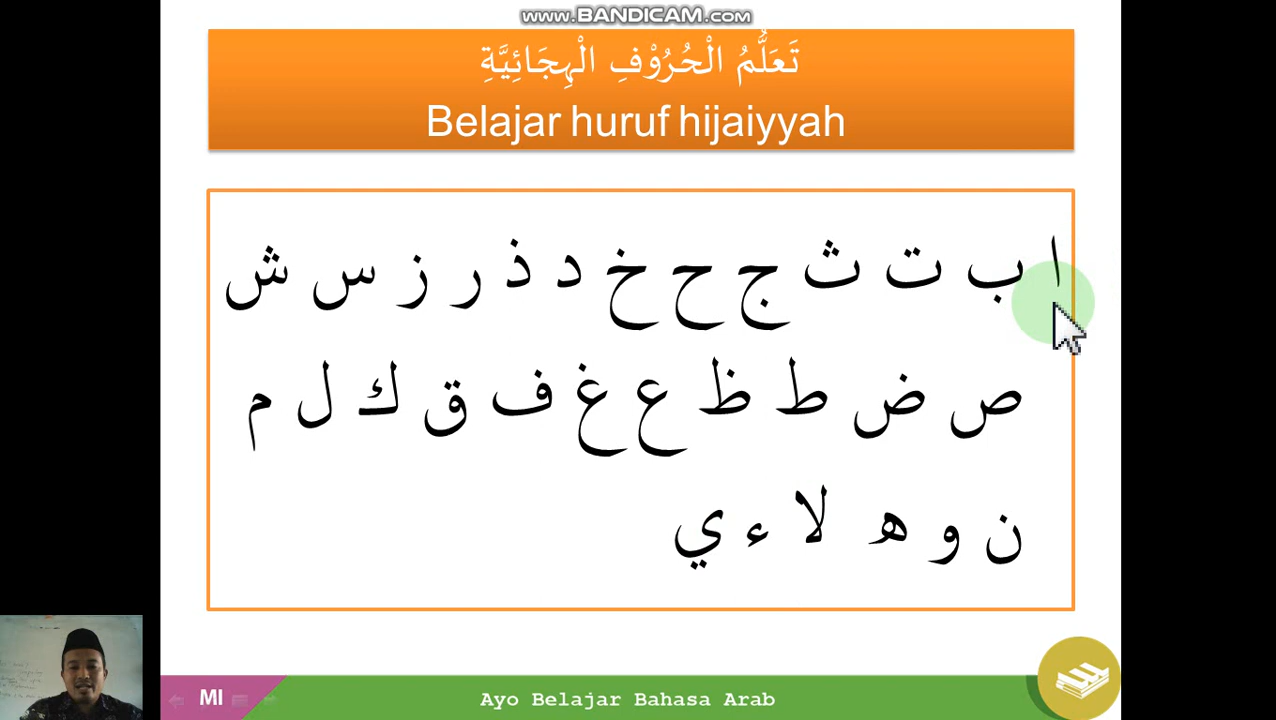 www.BANDICAM.com
تَعَلُّمُ الْحُرُوْفِ الْهِجَائِيَّةِ
Belajar huruf hijaiyyah
ا ب ت ث ج ح خ د ذ ر ز س ش
ص ض ط ظ ع غ ف ق ك ل م
ن و ه لا ء ي
MI
Ayo Belajar Bahasa Arab